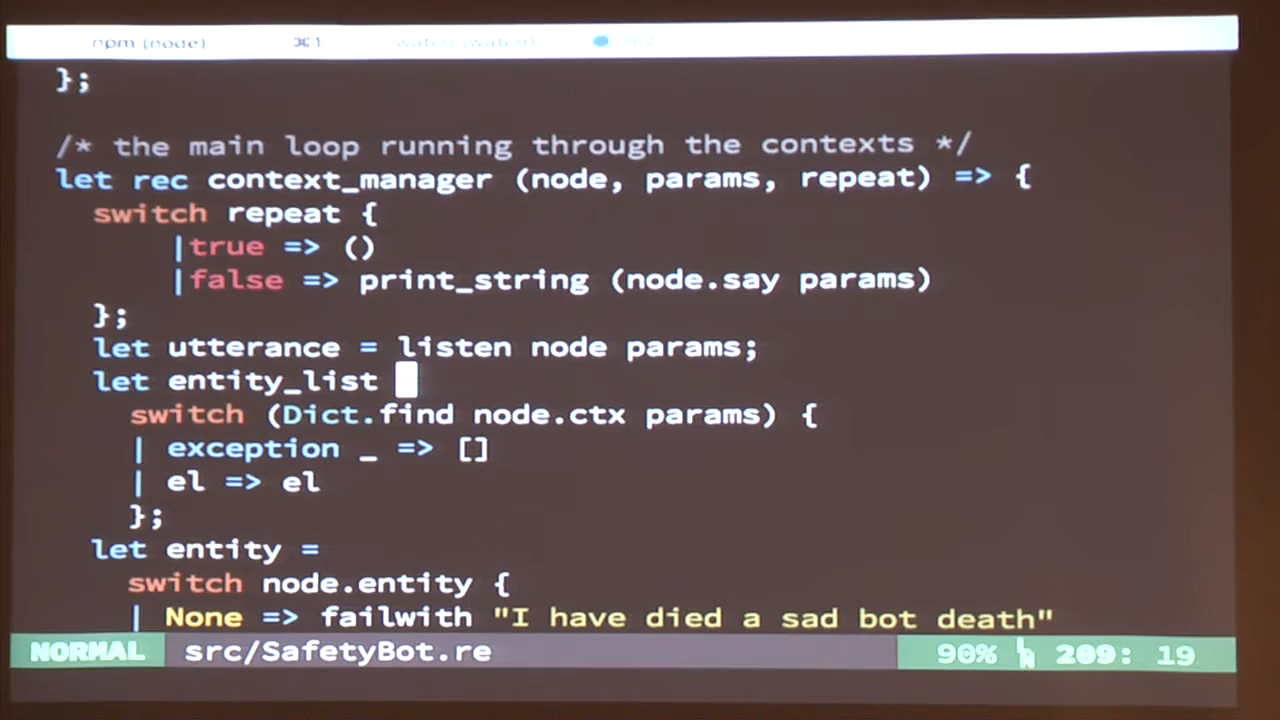 npm (node) ⌘1 watch (watch)
};
/* the main loop running through the contexts */
let rec context_manager (node, params, repeat) => {
switch repeat {
|true => ()
|false => print_string (node.say params)
};
let utterance = listen node params;
let entity_list
switch (Dict.find node.ctx params) {
| exception _ => []
| el => el
};
let entity =
switch node.entity {
| None => failwith "I have died a sad bot death"
NORMAL src/SafetyBot.re 90% 209: 19